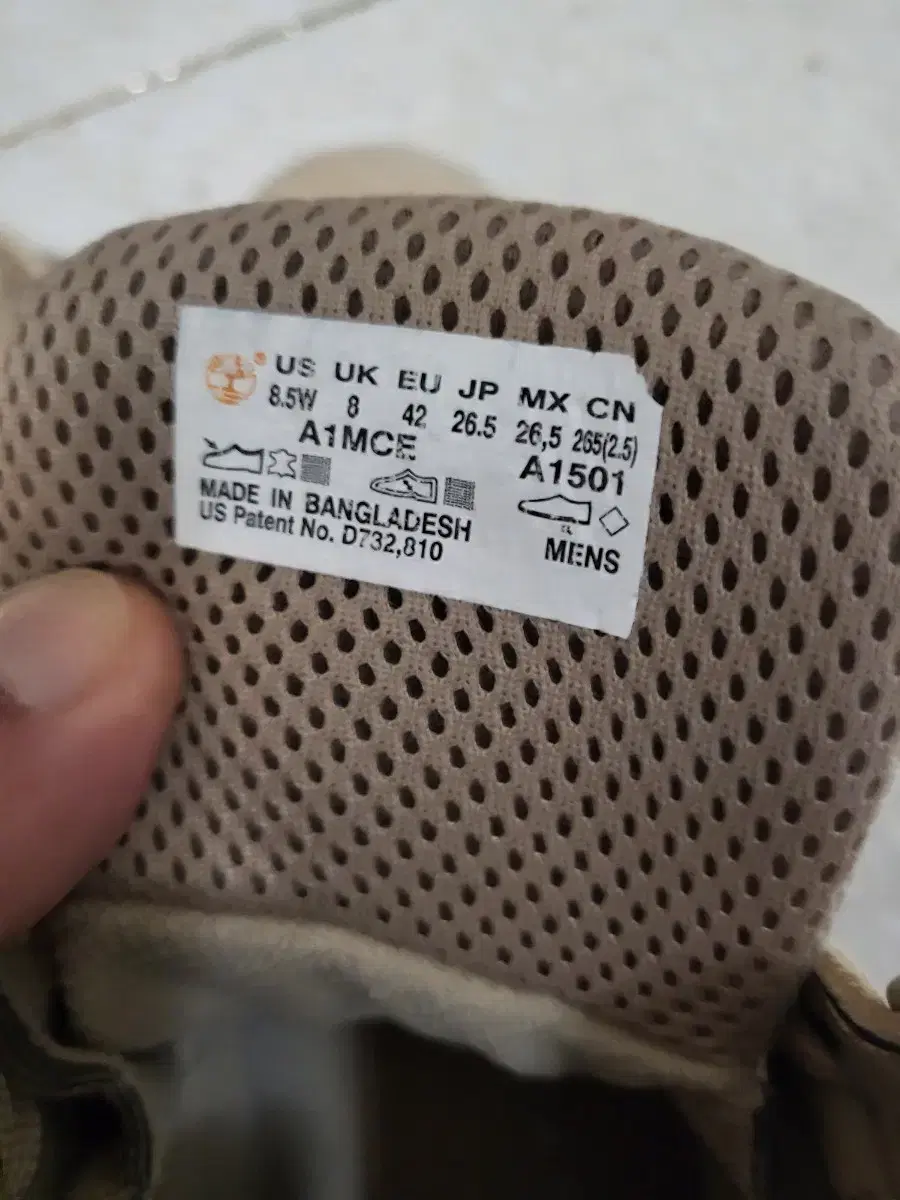 US UK EU JP MX CN
8.5W 8 42 26.5 26,5 265(2.5)
A1MCE A1501
MADE IN BANGLADESH
US Patent No. D732,810 MENS